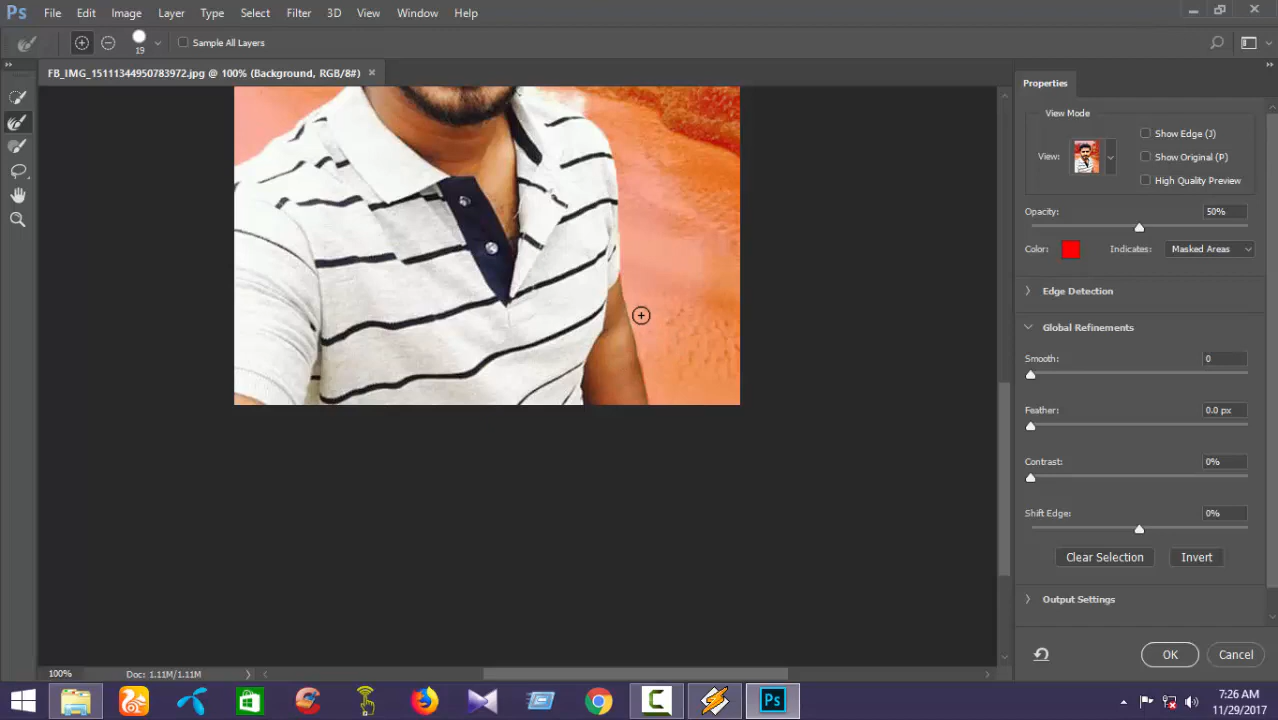 Ps File Edit Image Layer Type Select Filter 3D View Window Help
19 Sample All Layers
FB_IMG_15111344950783972.jpg @ 100% (Background, RGB/8#) ×
Properties
View Mode
Show Edge (J)
View: Show Original (P)
High Quality Preview
Opacity: 50%
Color: Indicates: Masked Areas
Edge Detection
Global Refinements
Smooth: 0
Feather: 0.0 px
Contrast: 0%
Shift Edge: 0%
Clear Selection Invert
Output Settings
OK Cancel
100% Doc: 1.11M/1.11M
C Ps
7:26 AM
11/29/2017